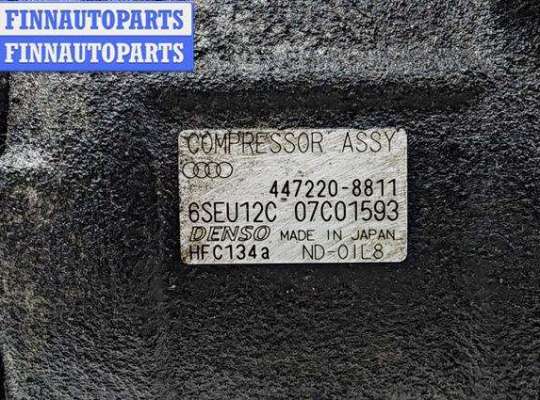 FINNAUTOPARTS
FINNAUTOPARTS
COMPRESSOR ASSY
447220-8811
6SEU12C 07C01593
DENSO MADE IN JAPAN
HFC134a ND-OIL8